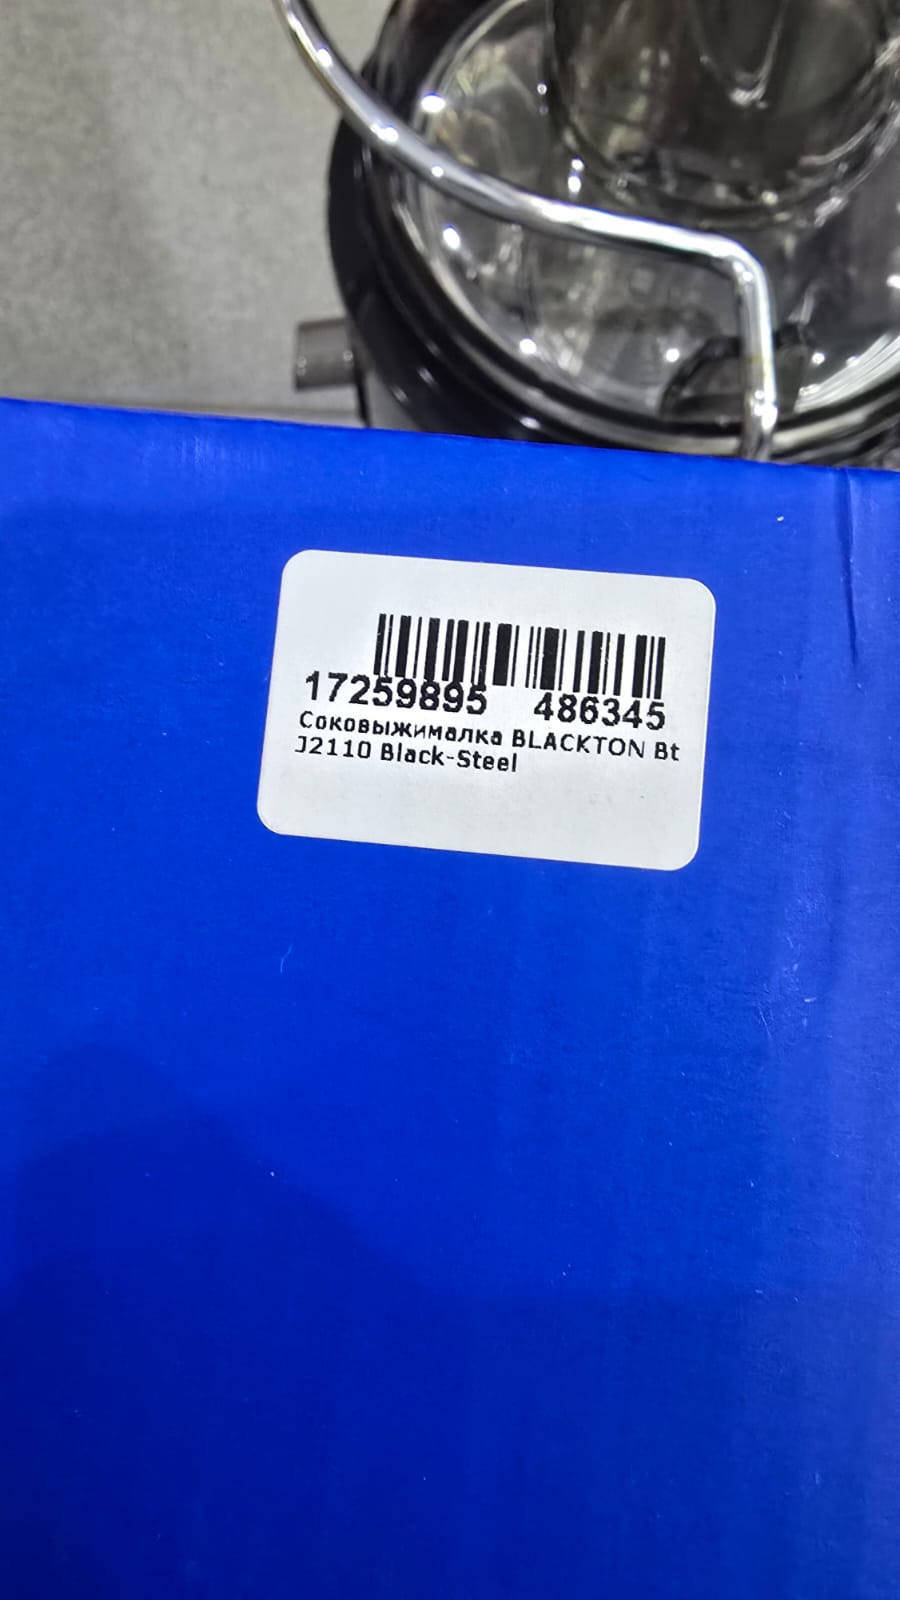 17259895 486345
Соковыжималка BLACKTON Bt
J2110 Black-Steel